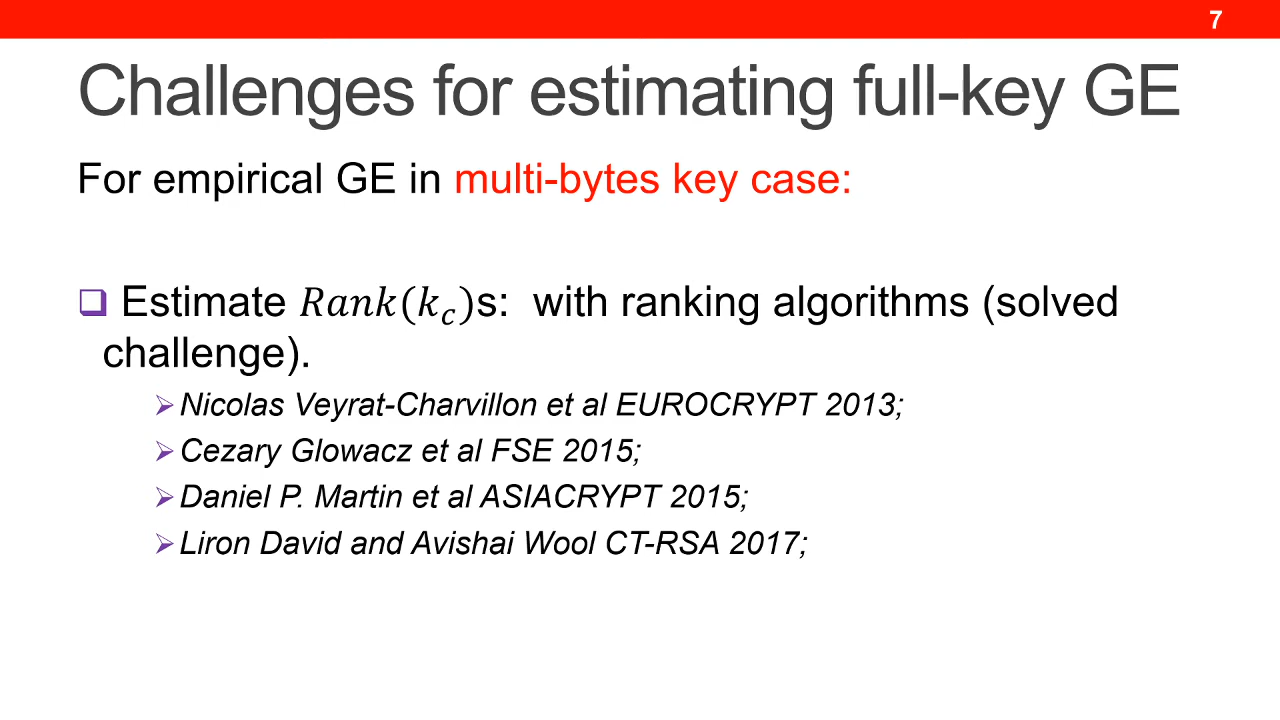 7
Challenges for estimating full-key GE
For empirical GE in multi-bytes key case:
❑ Estimate 𝑅𝑎𝑛𝑘(𝑘𝑐)s: with ranking algorithms (solved
challenge).
➢Nicolas Veyrat-Charvillon et al EUROCRYPT 2013;
➢Cezary Glowacz et al FSE 2015;
➢Daniel P. Martin et al ASIACRYPT 2015;
➢Liron David and Avishai Wool CT-RSA 2017;